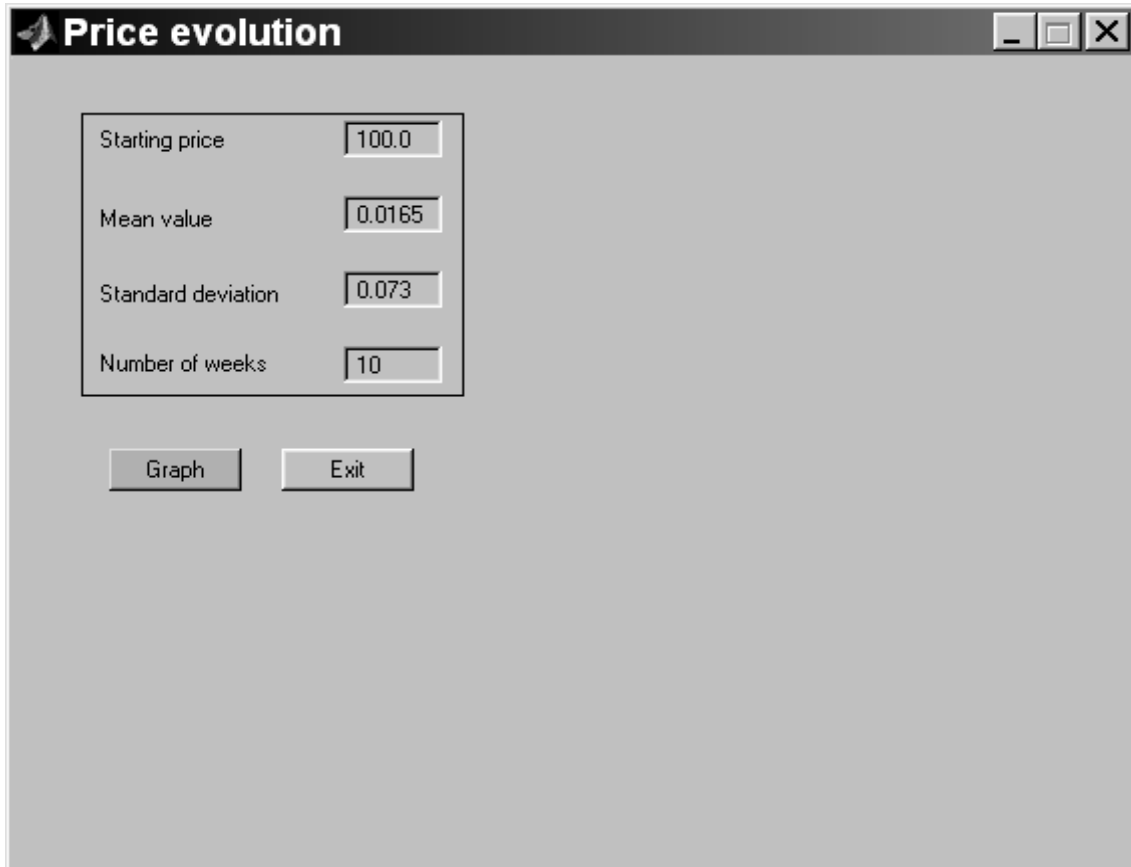 Price evolution
Starting price 100.0
Mean value 0.0165
Standard deviation 0.073
Number of weeks 10
Graph Exit